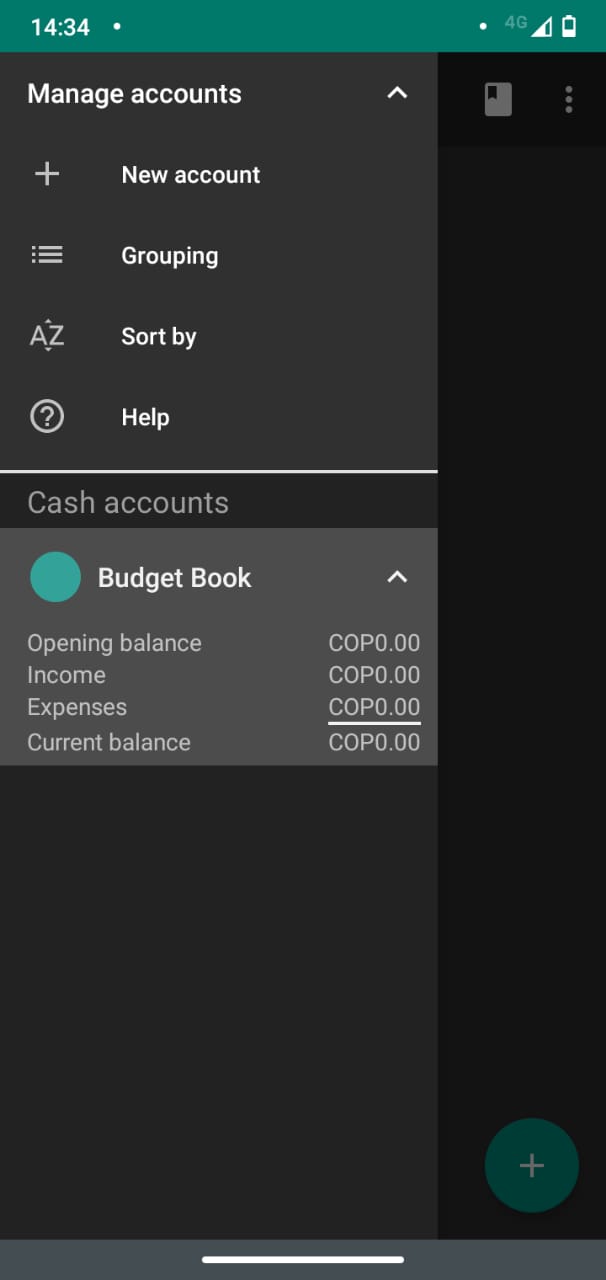 14:34
4G
Manage accounts
New account
Grouping
AZ
Sort by
Help
Cash accounts
Budget Book
Opening balance COP0.00
Income COP0.00
Expenses COP0.00
Current balance COP0.00